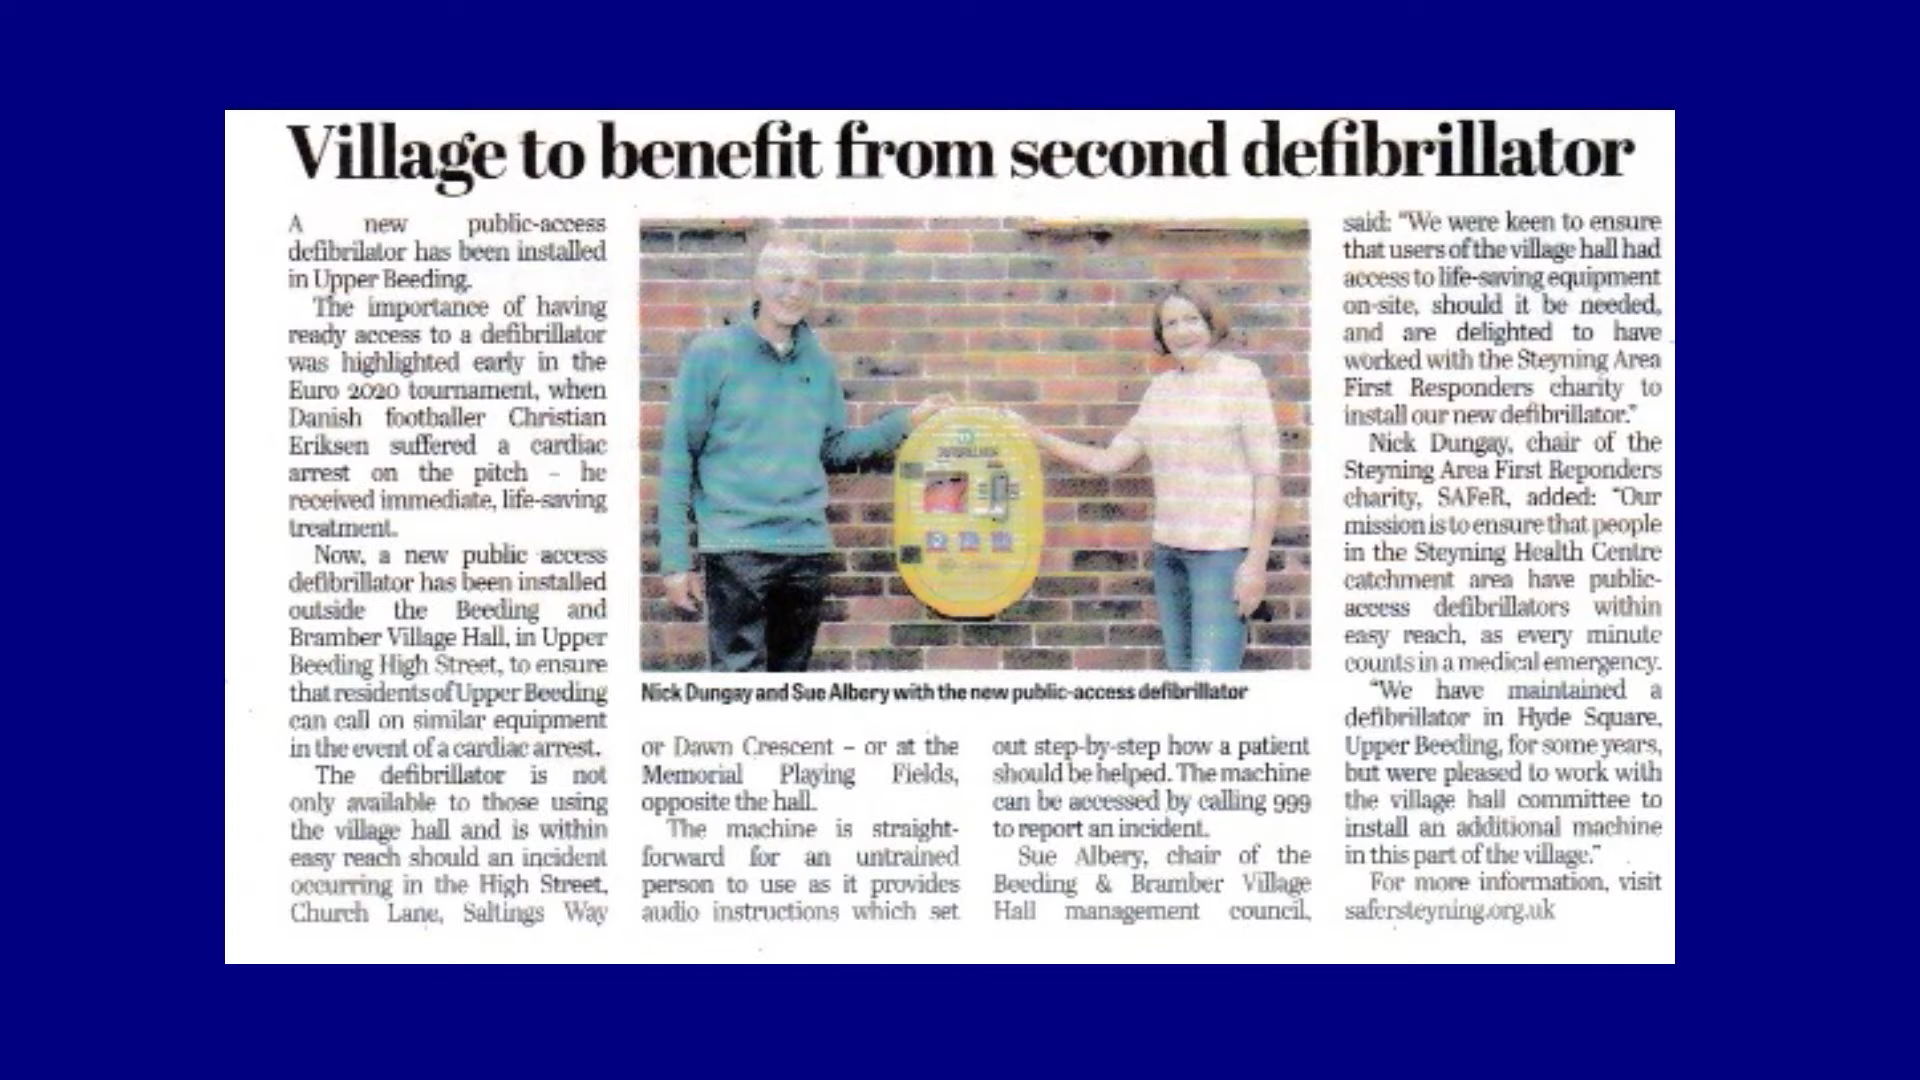 Village to benefit from second defibrillator
A new public-access
defibrilator has been installed
in Upper Beeding.
The importance of having
ready access to a defibrillator
was highlighted early in the
Euro 2020 tournament, when
Danish footballer Christian
Eriksen suffered a cardiac
arrest on the pitch – he
received immediate, life-saving
treatment.
Now, a new public access
defibrillator has been installed
outside the Beeding and
Bramber Village Hall, in Upper
Beeding High Street, to ensure
that residents of Upper Beeding
can call on similar equipment
in the event of a cardiac arrest.
The defibrillator is not
only available to those using
the village hall and is within
easy reach should an incident
occurring in the High Street,
Church Lane, Saltings Way
DEFIBRILLATOR
Nick Dungay and Sue Albery with the new public-access defibrillator
or Dawn Crescent – or at the
Memorial Playing Fields,
opposite the hall.
The machine is straight-
forward for an untrained
person to use as it provides
audio instructions which set
out step-by-step how a patient
should be helped. The machine
can be accessed by calling 999
to report an incident.
Sue Albery, chair of the
Beeding & Bramber Village
Hall management council,
said: “We were keen to ensure
that users of the village hall had
access to life-saving equipment
on-site, should it be needed,
and are delighted to have
worked with the Steyning Area
First Responders charity to
install our new defibrillator.”
Nick Dungay, chair of the
Steyning Area First Reponders
charity, SAFeR, added: “Our
mission is to ensure that people
in the Steyning Health Centre
catchment area have public-
access defibrillators within
easy reach, as every minute
counts in a medical emergency.
“We have maintained a
defibrillator in Hyde Square,
Upper Beeding, for some years,
but were pleased to work with
the village hall committee to
install an additional machine
in this part of the village.”
For more information, visit
safersteyning.org.uk